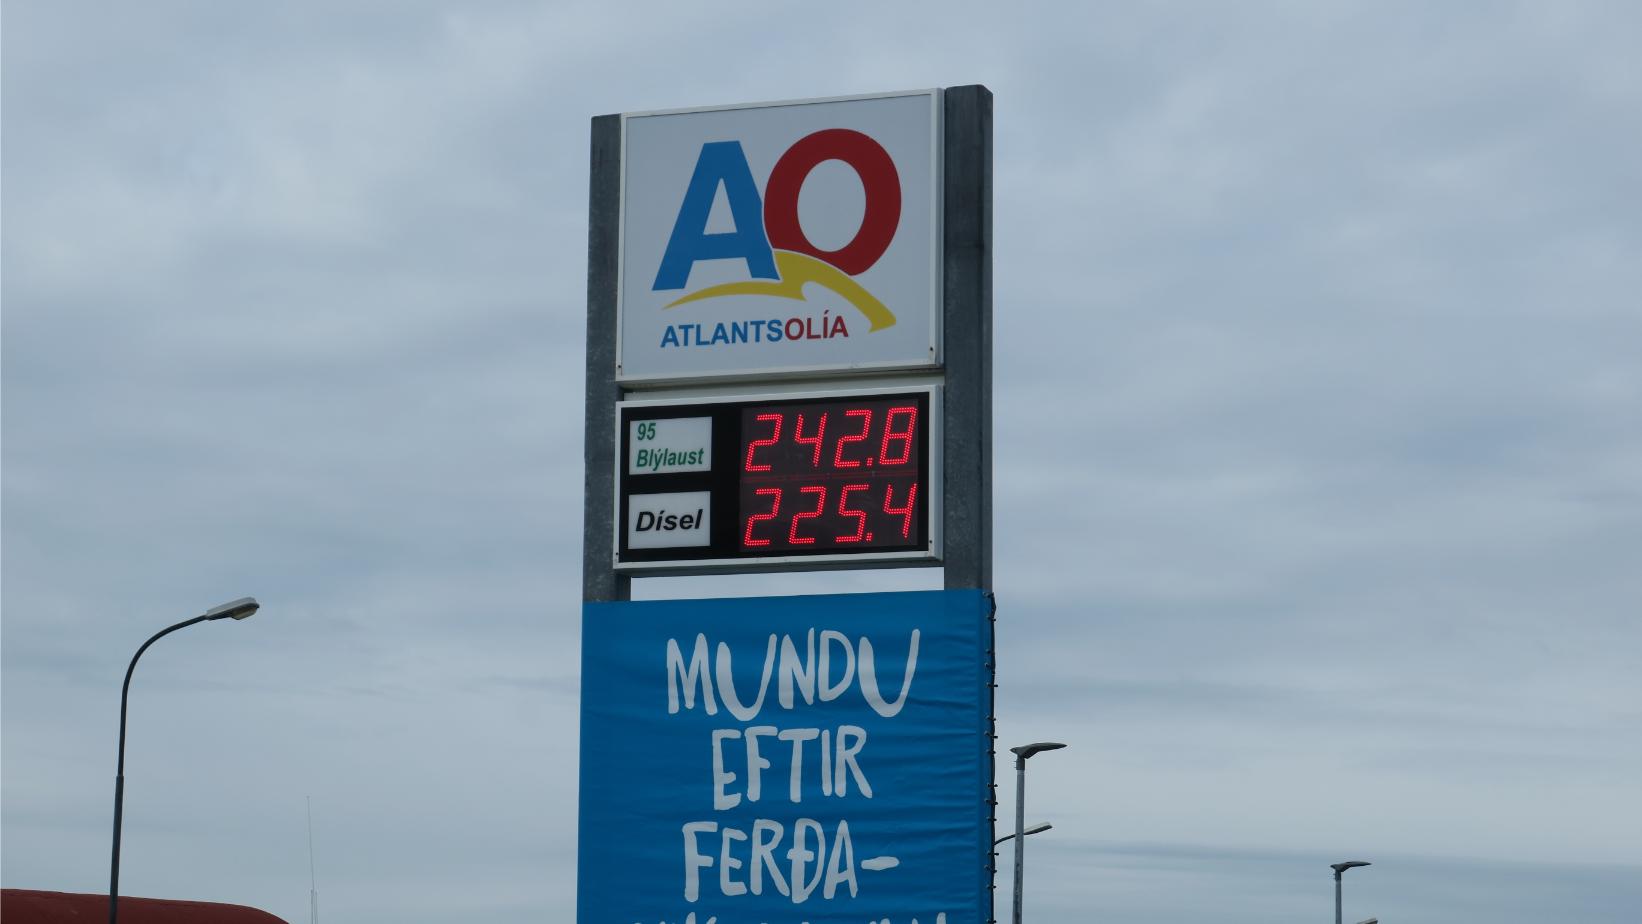 AO
ATLANTSOLÍA
95
Blýlaust
242.8
Dísel
225.4
MUNDU
EFTIR
FERÐA-